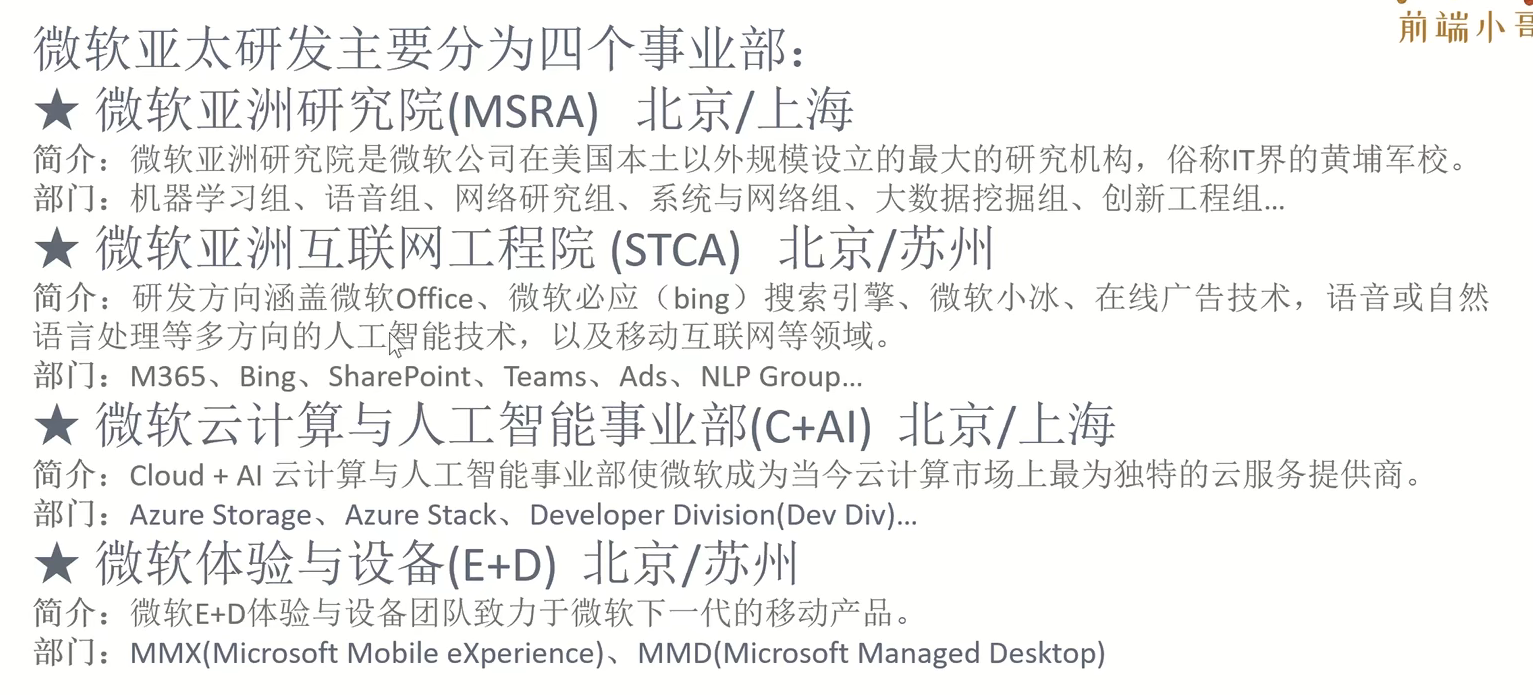 前端小哥
微软亚太研发主要分为四个事业部：
★ 微软亚洲研究院(MSRA) 北京/上海
简介：微软亚洲研究院是微软公司在美国本土以外规模设立的最大的研究机构，俗称IT界的黄埔军校。
部门：机器学习组、语音组、网络研究组、系统与网络组、大数据挖掘组、创新工程组...
★ 微软亚洲互联网工程院 (STCA) 北京/苏州
简介：研发方向涵盖微软Office、微软必应（bing）搜索引擎、微软小冰、在线广告技术，语音或自然
语言处理等多方向的人工智能技术，以及移动互联网等领域。
部门：M365、Bing、SharePoint、Teams、Ads、NLP Group...
★ 微软云计算与人工智能事业部(C+AI) 北京/上海
简介：Cloud + AI 云计算与人工智能事业部使微软成为当今云计算市场上最为独特的云服务提供商。
部门：Azure Storage、Azure Stack、Developer Division(Dev Div)...
★ 微软体验与设备(E+D) 北京/苏州
简介：微软E+D体验与设备团队致力于微软下一代的移动产品。
部门：MMX(Microsoft Mobile eXperience)、MMD(Microsoft Managed Desktop)